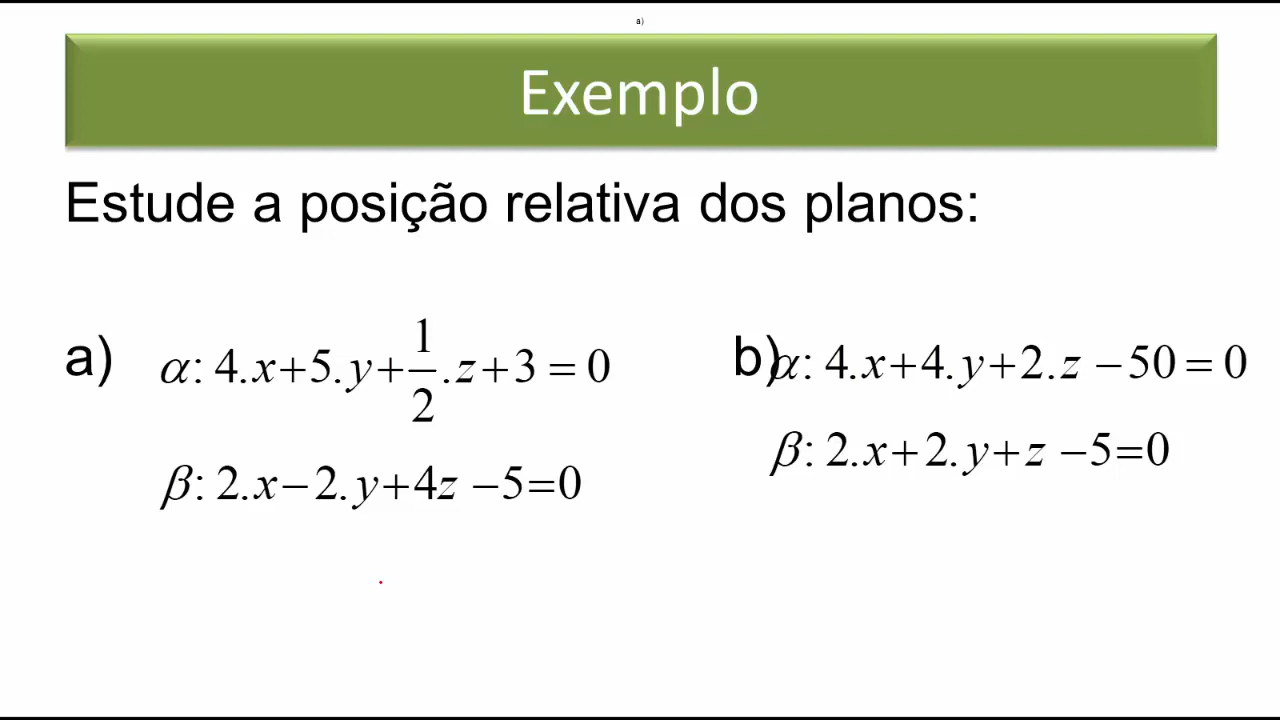 a)
Exemplo
Estude a posição relativa dos planos:
a) α: 4.x+5.y+1/2.z+3=0
β: 2.x−2.y+4z−5=0
b) α: 4.x+4.y+2.z−50=0
β: 2.x+2.y+z−5=0